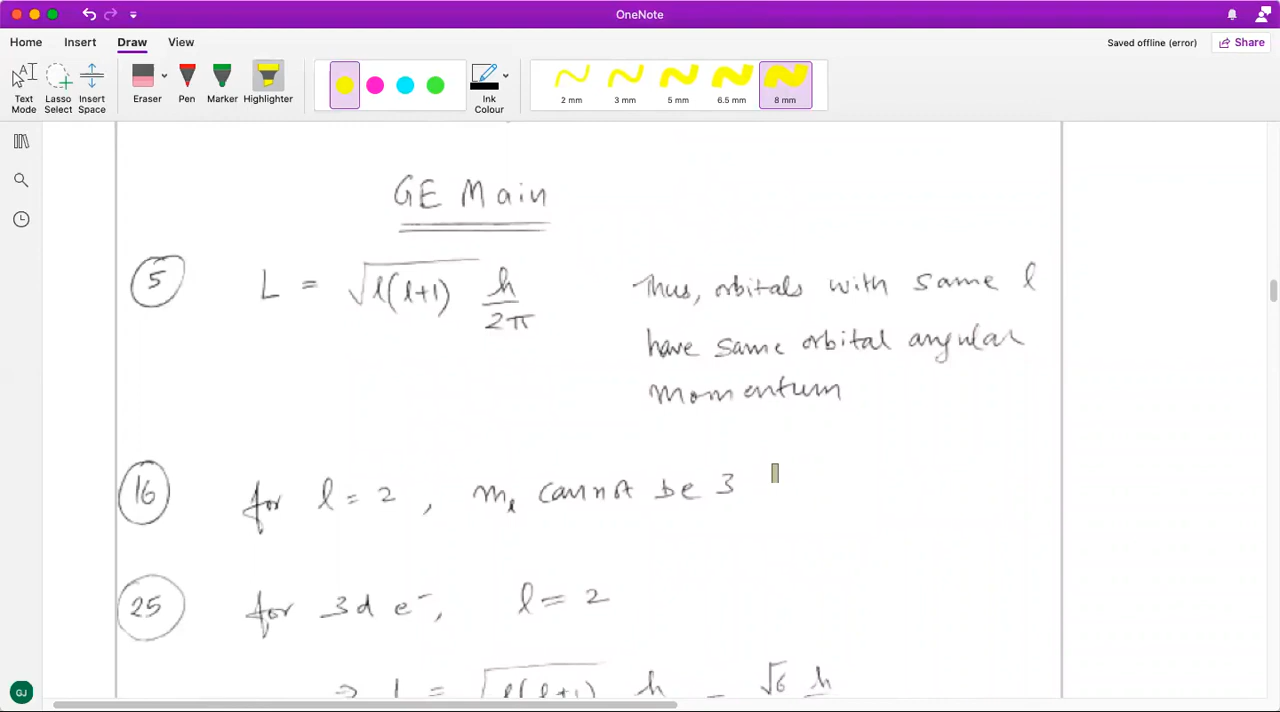 OneNote
Home Insert Draw View
Saved offline (error) Share
Text Mode Lasso Select Insert Space Eraser Pen Marker Highlighter Ink Colour 2 mm 3 mm 5 mm 6.5 mm 8 mm
GE Main
5 L = √l(l+1) h/2π Thus, orbitals with same l
have same orbital angular
momentum
16 for l = 2, mₗ cannot be 3
25 for 3d e⁻, l = 2
⇒ L = √l(l+1) h = √6 h
GJ